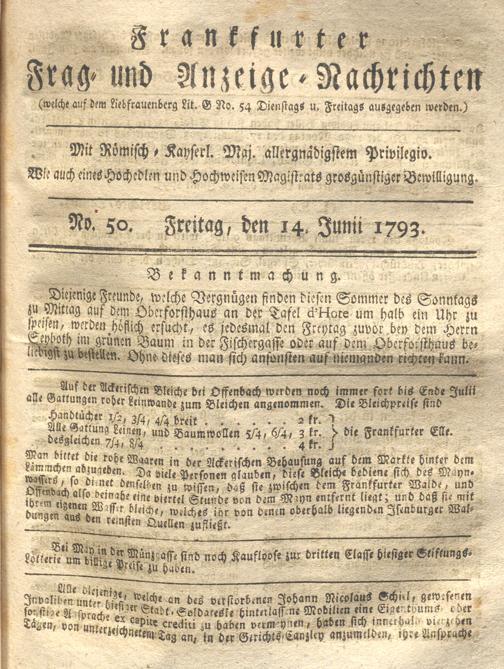 Frankfurter
Frag- und Anzeige-Nachrichten
(welche auf dem Liebfrauenberg Lit. G No. 54 Dienstags u. Freitags ausgegeben werden.)
Mit Römisch-Kayserl. Maj. allergnädigstem Privilegio.
Wie auch eines Hochedlen und Hochweisen Magistrats grosgünstiger Bewilligung.
No. 50. Freitag, den 14. Junii 1793.
Bekanntmachung.
Diejenige Freunde, welche Vergnügen finden diesen Sommer des Sonntags
zu Mittag auf dem Oberforsthaus an der Tafel d'Hote um halb ein Uhr zu
speisen, werden höflich ersucht, es jedesmal den Freytag zuvor bey dem Herrn
Seyboth im grünen Baum in der Fischergasse oder auf dem Oberforsthaus be-
liebigst zu bestellen. Ohne dieses man sich ansonsten auf niemanden richten kann.
Auf der Ackerischen Bleiche bei Offenbach werden noch immer fort bis Ende Julii
alle Gattungen roher Leinwande zum Bleichen angenommen. Die Bleichpreise sind
Handtücher 1/2, 3/4, 4/4 breit . . . . . . 2 kr.
Alle Gattung Leinen, und Baumwollen 5/4, 6/4, 3 kr. } die Frankfurter Elle.
desgleichen 7/4, 8/4 . . . . . . 4 kr.
Man bittet die rohe Waaren in der Ackerischen Behausung auf dem Markte hinter dem
Lämmchen abzugeben. Da viele Personen glauben, diese Bleiche bediene sich des Mayn-
wassers, so dienet denselben zu wissen, daß sie zwischen dem Frankfurter Walde, und
Offenbach also beinahe eine viertel Stunde von dem Mayn entfernt liegt; und daß sie mit
ihrem eigenen Wasser bleiche, welches ihr von denen oberhalb liegenden Isenburger Wal-
dungen aus den reinsten Quellen zufließt.
Bei May in der Münzgasse sind noch Kaufloose zur dritten Classe hiesiger Stiftungs-
Lotterie um billige Preise zu haben.
Alle diejenige, welche an des verstorbenen Johann Nicolaus Schiel, gewesenen
Invaliden unter hiesiger Stadt-Soldateske hinterlassene Mobilien eine Eigenthums- oder
sonstige Ansprache ex capite crediti zu haben vermeynen, haben sich innerhalb vierzehen
Tägen, von unterzeichnetem Tag an, in der Gerichts-Canzley anzumelden, ihre Ansprache